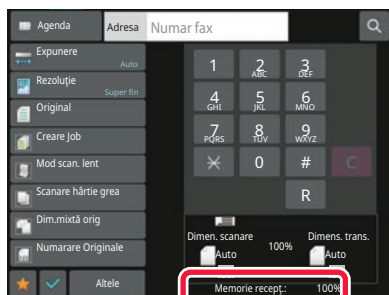 Agenda
Adresa
Numar fax
Expunere
Auto
Rezoluție
Super fin
Original
Creare Job
Mod scan. lent
Scanare hârtie grea
Dim.mixtă orig
Numarare Originale
Altele
1
2
ABC
3
DEF
4
GHI
5
JKL
6
MNO
7
PQRS
8
TUV
9
WXYZ
0
#
C
R
Dimen. scanare
100%
Dimens. trans.
Auto
Auto
Memorie recepț.: 100%